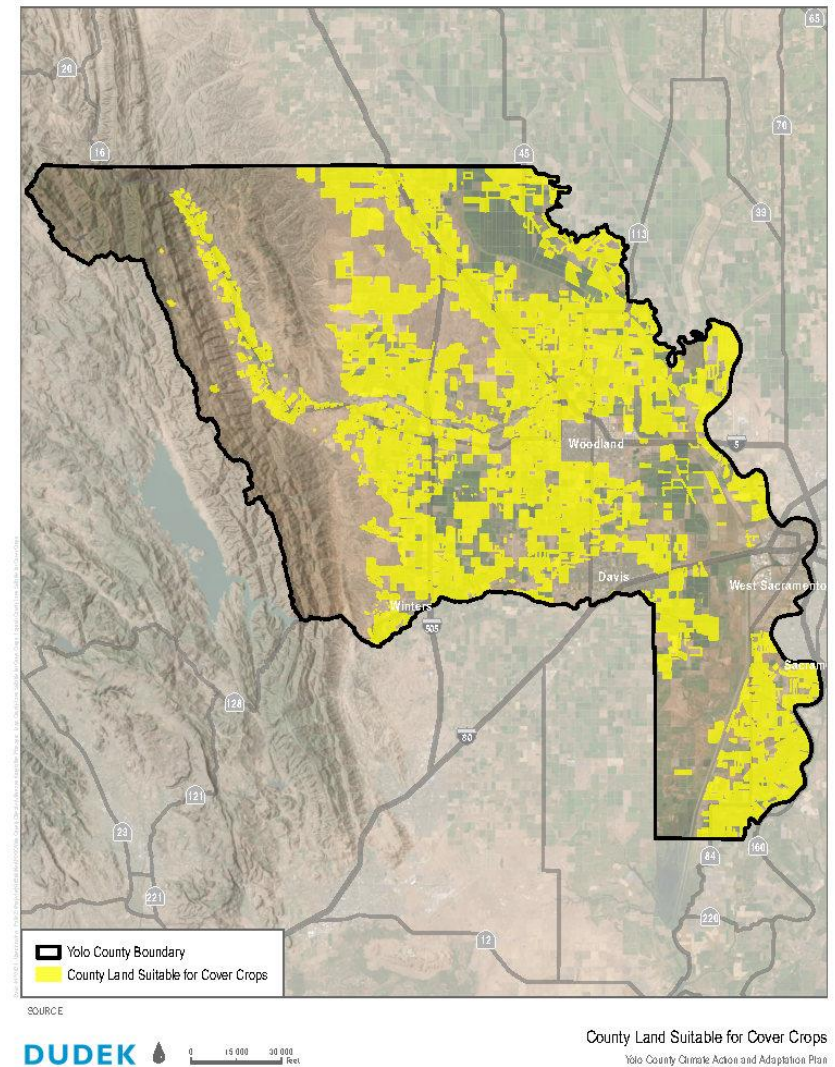 65
20
70
16
45
99
113
Woodland
5
Davis
West Sacramento
Winters
505
Sacram
128
80
121
29
84
160
221
220
12
Yolo County Boundary
County Land Suitable for Cover Crops
SOURCE
DUDEK
0 15 000 30 000
Feet
County Land Suitable for Cover Crops
Yolo County Climate Action and Adaptation Plan